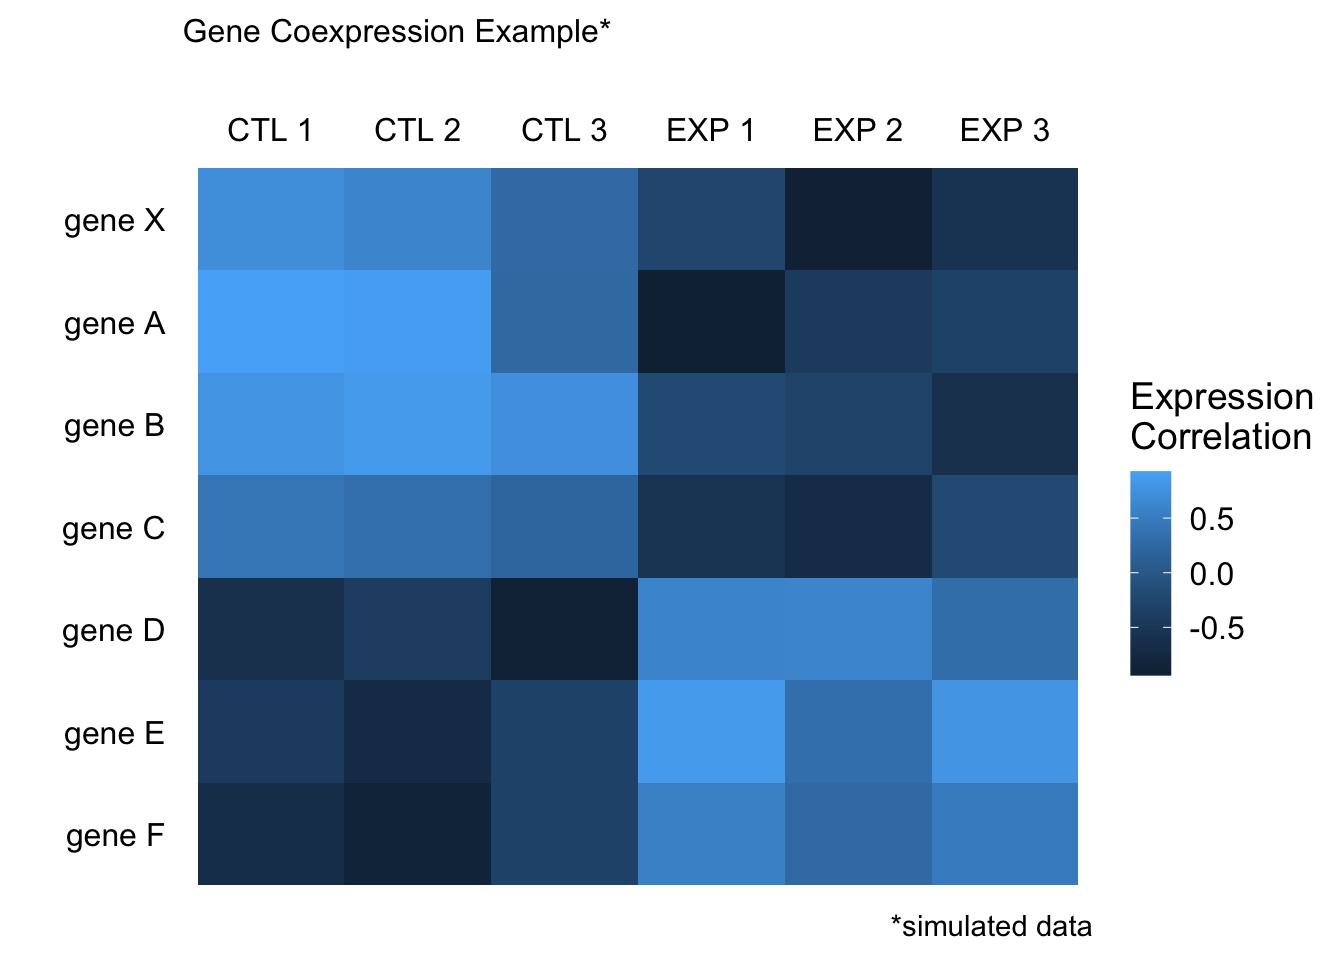 Gene Coexpression Example*
CTL 1 CTL 2 CTL 3 EXP 1 EXP 2 EXP 3
gene X
gene A
gene B
gene C
gene D
gene E
gene F
Expression
Correlation
0.5
0.0
-0.5
*simulated data